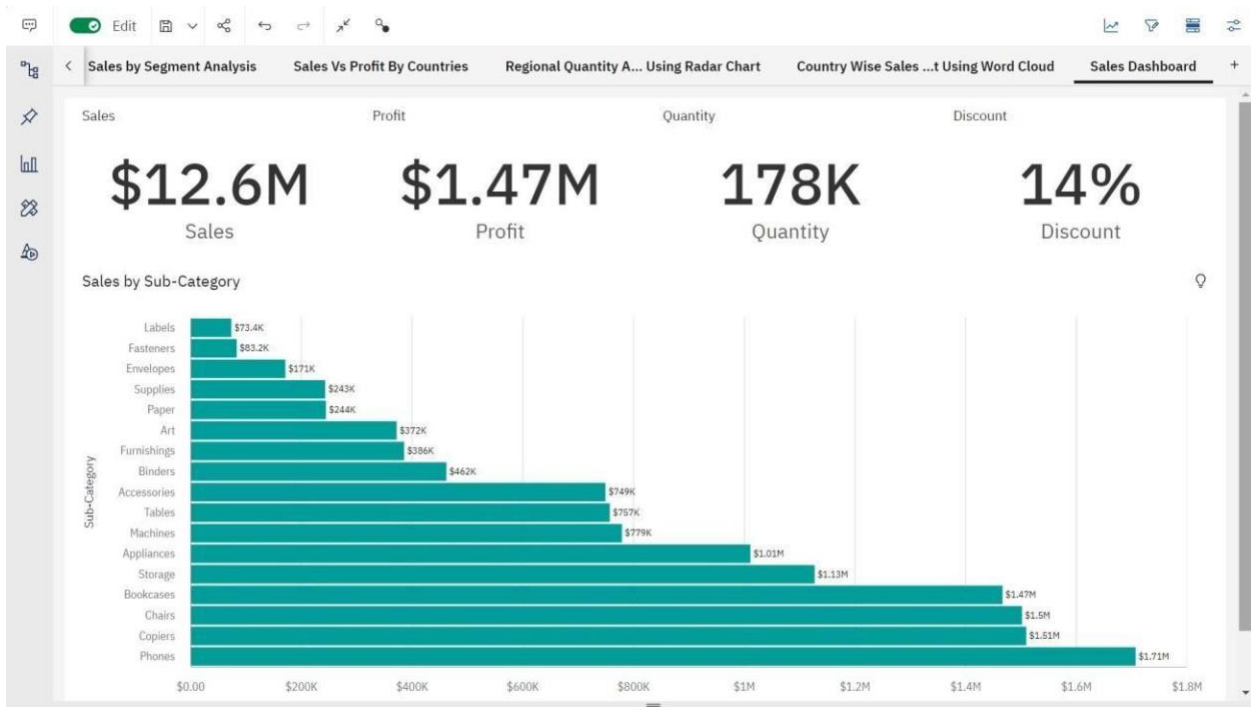 Edit
Sales by Segment Analysis Sales Vs Profit By Countries Regional Quantity A... Using Radar Chart Country Wise Sales ...t Using Word Cloud Sales Dashboard
Sales Profit Quantity Discount
$12.6M $1.47M 178K 14%
Sales Profit Quantity Discount
Sales by Sub-Category
Labels $73.4K
Fasteners $83.2K
Envelopes $171K
Supplies $243K
Paper $244K
Art $372K
Furnishings $386K
Binders $462K
Accessories $749K
Tables $757K
Machines $779K
Appliances $1.01M
Storage $1.13M
Bookcases $1.47M
Chairs $1.5M
Copiers $1.51M
Phones $1.71M
Sub-Category
$0.00 $200K $400K $600K $800K $1M $1.2M $1.4M $1.6M $1.8M